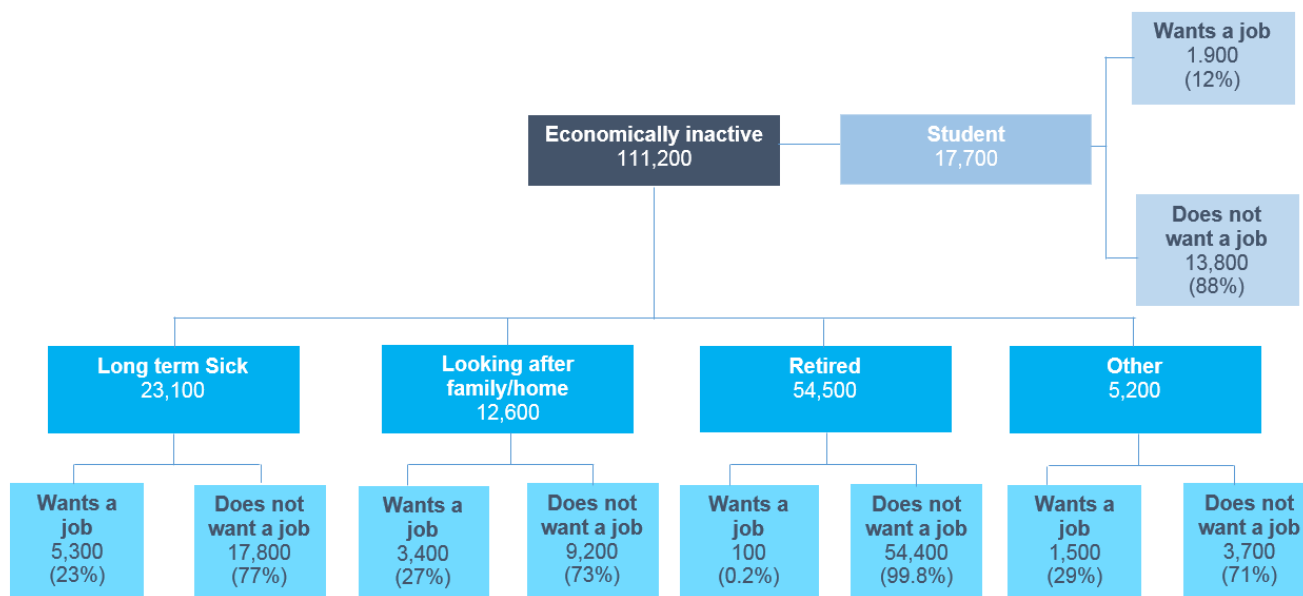 Wants a job
1.900
(12%)
Economically inactive
111,200
Student
17,700
Does not
want a job
13,800
(88%)
Long term Sick
23,100
Looking after
family/home
12,600
Retired
54,500
Other
5,200
Wants a
job
5,300
(23%)
Does not
want a job
17,800
(77%)
Wants a
job
3,400
(27%)
Does not
want a job
9,200
(73%)
Wants a
job
100
(0.2%)
Does not
want a job
54,400
(99.8%)
Wants a
job
1,500
(29%)
Does not
want a job
3,700
(71%)